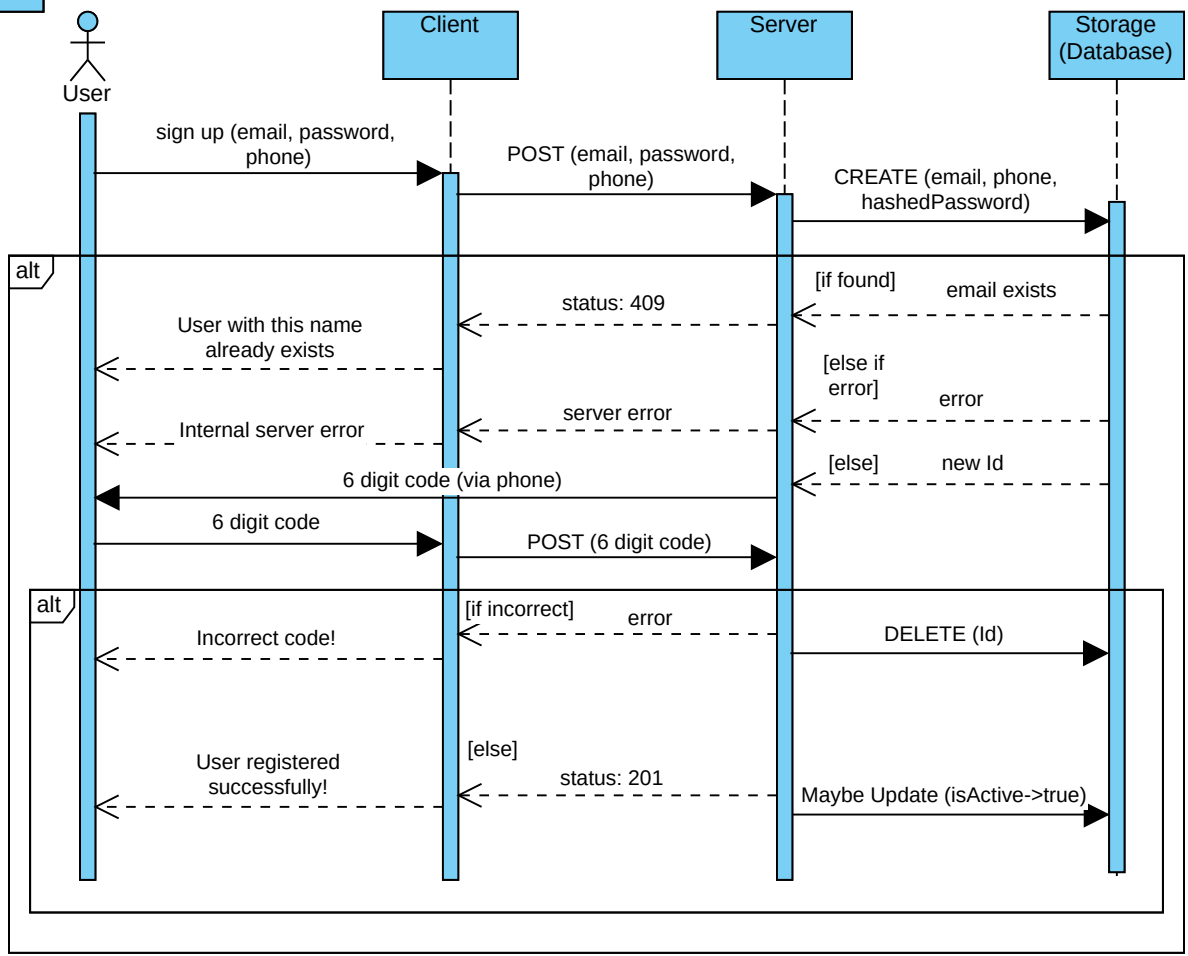 User
Client
Server
Storage
(Database)
sign up (email, password,
phone)
POST (email, password,
phone)
CREATE (email, phone,
hashedPassword)
alt
[if found]
email exists
status: 409
User with this name
already exists
[else if
error]
error
server error
Internal server error
[else]
new Id
6 digit code (via phone)
6 digit code
POST (6 digit code)
alt
[if incorrect]
error
Incorrect code!
DELETE (Id)
[else]
User registered
successfully!
status: 201
Maybe Update (isActive->true)